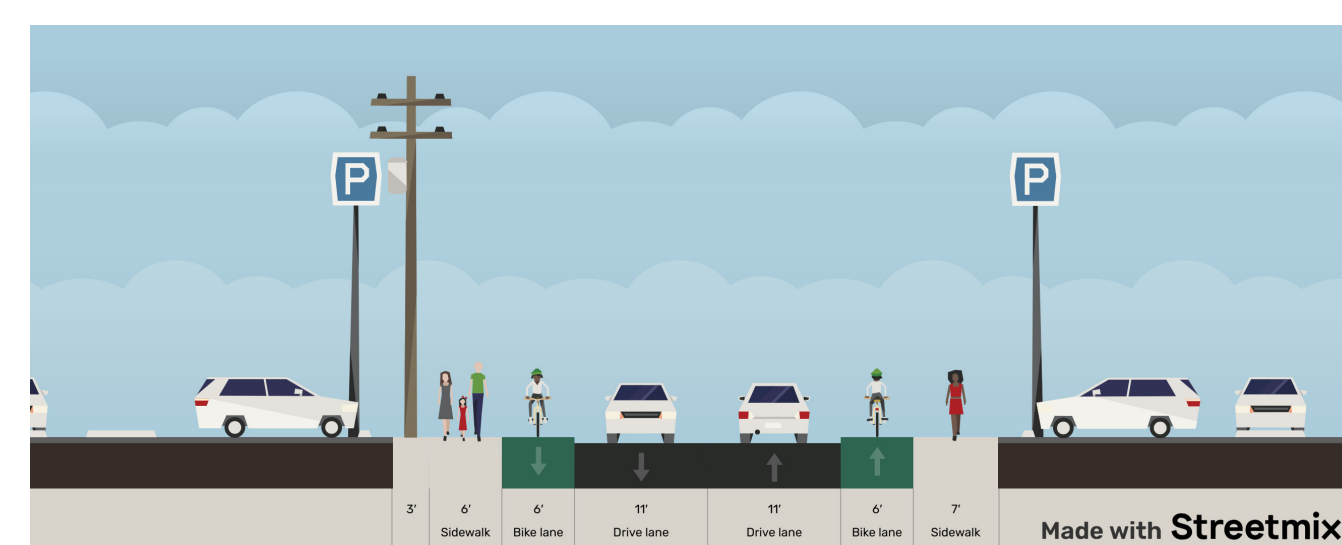 P
P
3′ 6′ 6′ 11′ 11′ 6′ 7′
Sidewalk Bike lane Drive lane Drive lane Bike lane Sidewalk
Made with Streetmix